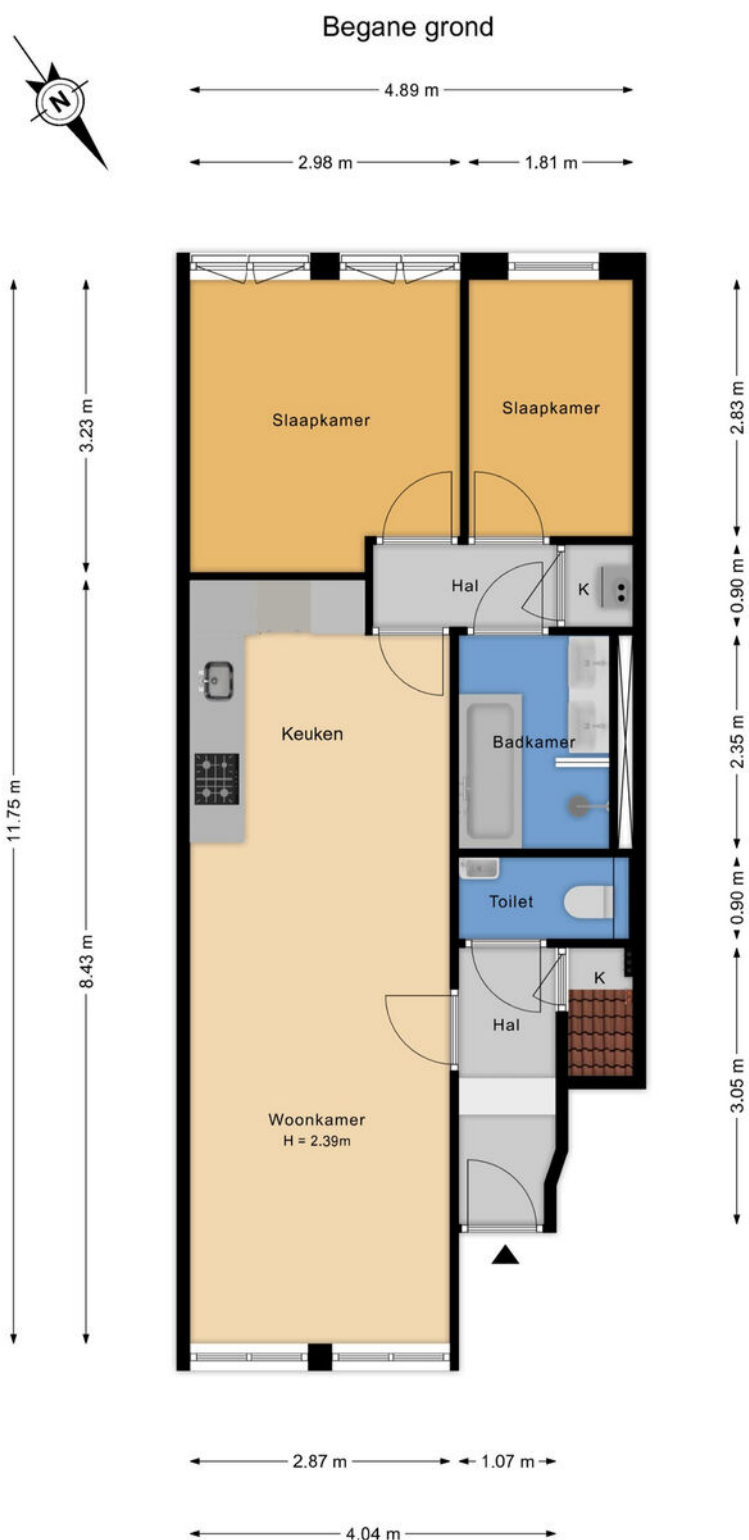 Begane grond
N
4.89 m
2.98 m
1.81 m
3.23 m
2.83 m
Slaapkamer
Slaapkamer
0.90 m
Hal
K
Keuken
Badkamer
2.35 m
11.75 m
Toilet
0.90 m
8.43 m
K
Hal
3.05 m
Woonkamer
H = 2.39m
2.87 m
1.07 m
4.04 m